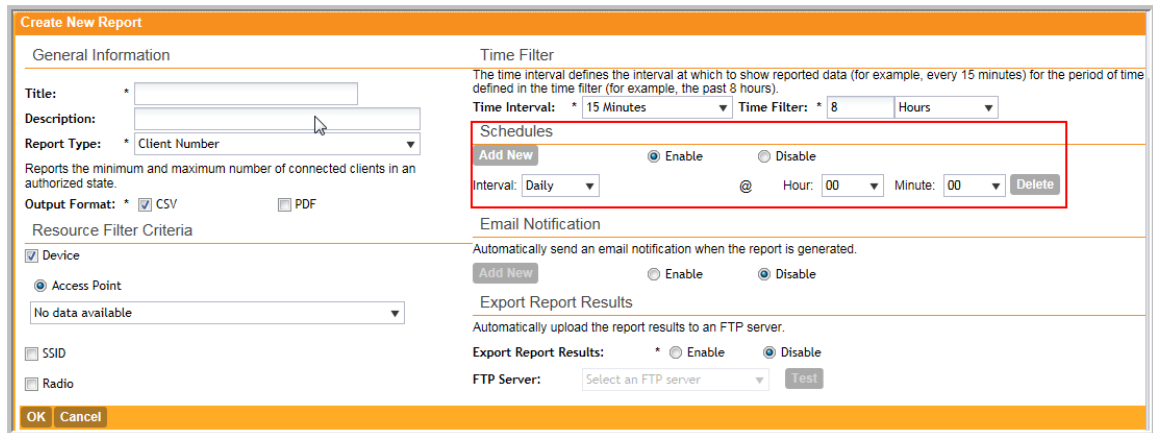 Create New Report
General Information
Title: *
Description:
Report Type: * Client Number
Reports the minimum and maximum number of connected clients in an
authorized state.
Output Format: * CSV PDF
Resource Filter Criteria
Device
Access Point
No data available
SSID
Radio
Time Filter
The time interval defines the interval at which to show reported data (for example, every 15 minutes) for the period of time
defined in the time filter (for example, the past 8 hours).
Time Interval: * 15 Minutes Time Filter: * 8 Hours
Schedules
Add New Enable Disable
Interval: Daily @ Hour: 00 Minute: 00 Delete
Email Notification
Automatically send an email notification when the report is generated.
Add New Enable Disable
Export Report Results
Automatically upload the report results to an FTP server.
Export Report Results: * Enable Disable
FTP Server: Select an FTP server Test
OK Cancel